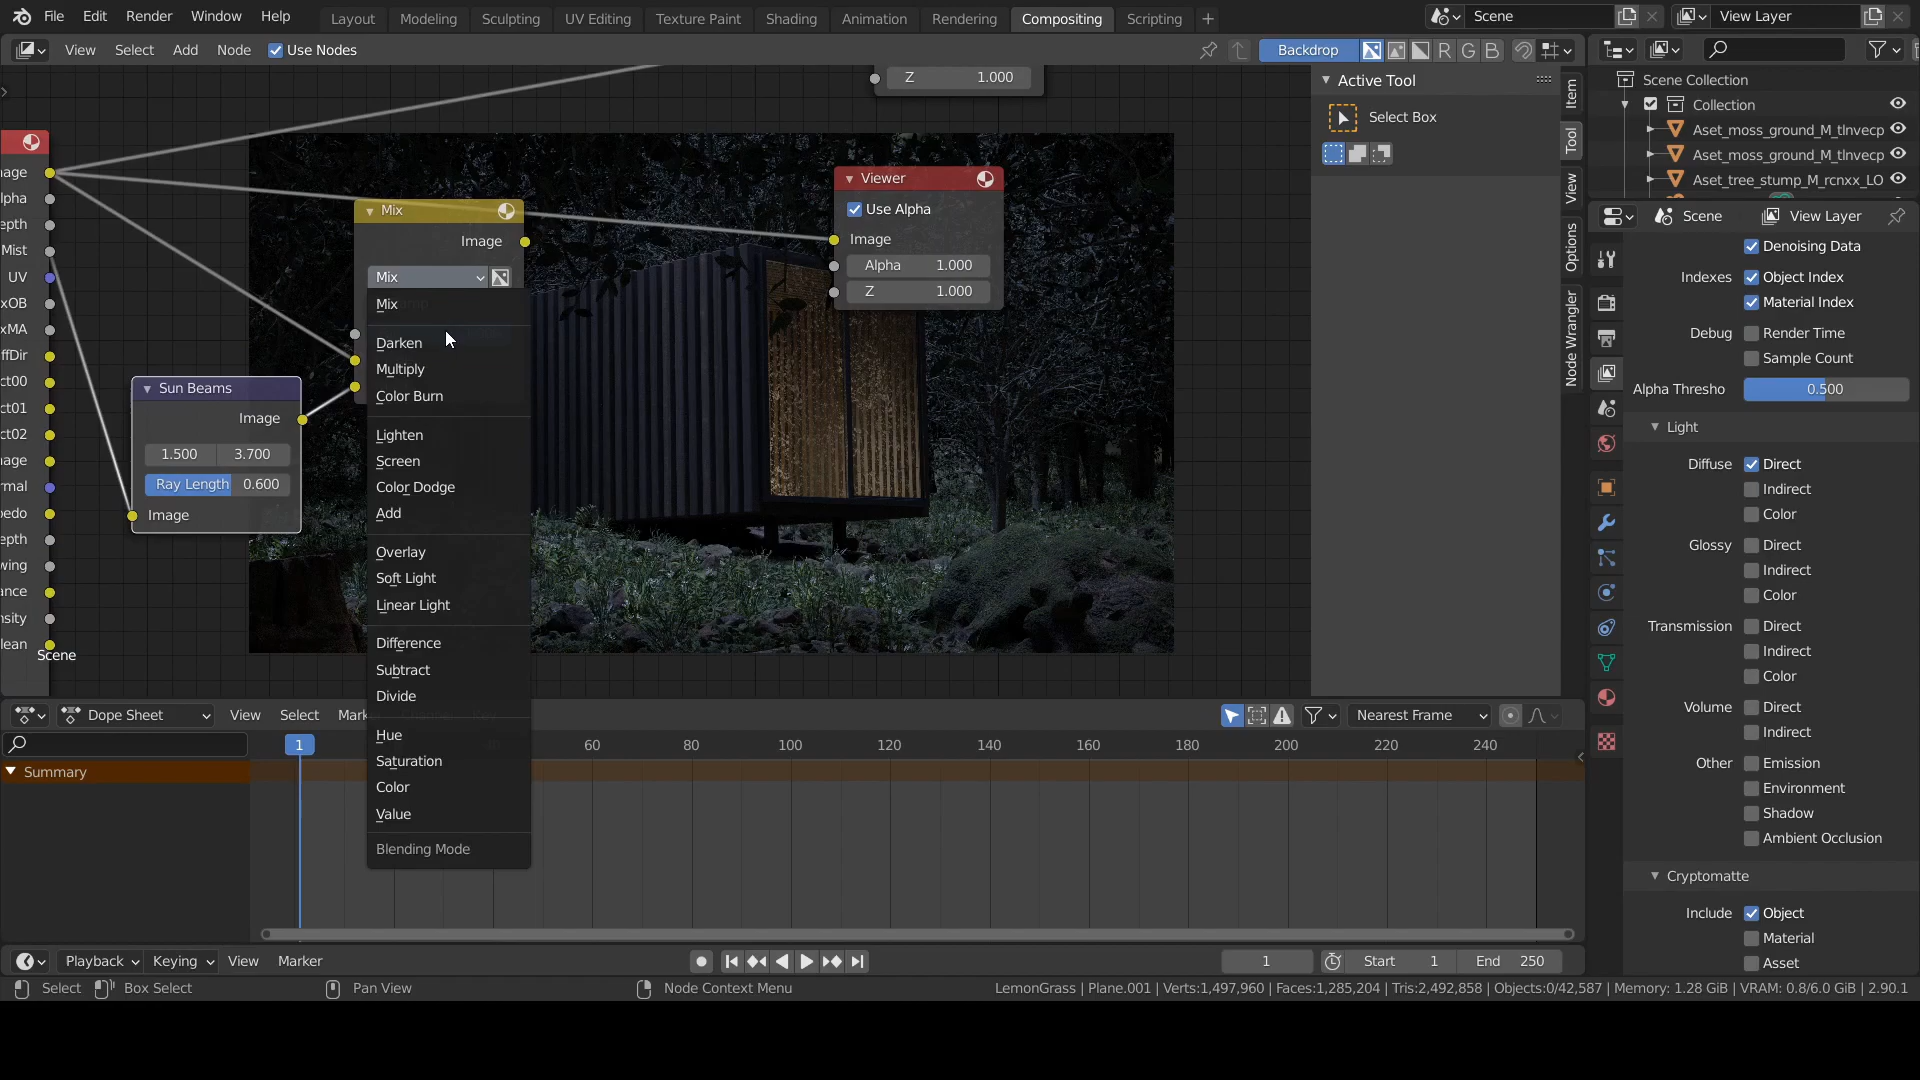 File Edit Render Window Help Layout Modeling Sculpting UV Editing Texture Paint Shading Animation Rendering Compositing Scripting + Scene View Layer
View Select Add Node Use Nodes Backdrop R G B
Z 1.000
Active Tool
Select Box
Item
Tool
View
Options
Node Wrangler
Scene Collection
Collection
Aset_moss_ground_M_tlnvecp
Aset_moss_ground_M_tlnvecp
Aset_tree_stump_M_rcnxx_LO
Scene View Layer
Denoising Data
Indexes Object Index
Material Index
Debug Render Time
Sample Count
Alpha Thresho 0.500
Light
Diffuse Direct
Indirect
Color
Glossy Direct
Indirect
Color
Transmission Direct
Indirect
Color
Volume Direct
Indirect
Other Emission
Environment
Shadow
Ambient Occlusion
Cryptomatte
Include Object
Material
Asset
nage
lpha
epth
Mist
UV
xOB
xMA
ffDir
ct00
ct01
ct02
nage
rmal
pedo
epth
wing
ance
nsity
lean
Scene
Sun Beams
Image
1.500 3.700
Ray Length 0.600
Image
Mix
Image
Mix
Mix
Darken
Multiply
Color Burn
Lighten
Screen
Color Dodge
Add
Overlay
Soft Light
Linear Light
Difference
Subtract
Divide
Hue
Saturation
Color
Value
Blending Mode
Viewer
Use Alpha
Image
Alpha 1.000
Z 1.000
Dope Sheet View Select Mark Nearest Frame
1 60 80 100 120 140 160 180 200 220 240
Summary
Playback Keying View Marker 1 Start 1 End 250
Select Box Select Pan View Node Context Menu LemonGrass | Plane.001 | Verts:1,497,960 | Faces:1,285,204 | Tris:2,492,858 | Objects:0/42,587 | Memory: 1.28 GiB | VRAM: 0.8/6.0 GiB | 2.90.1